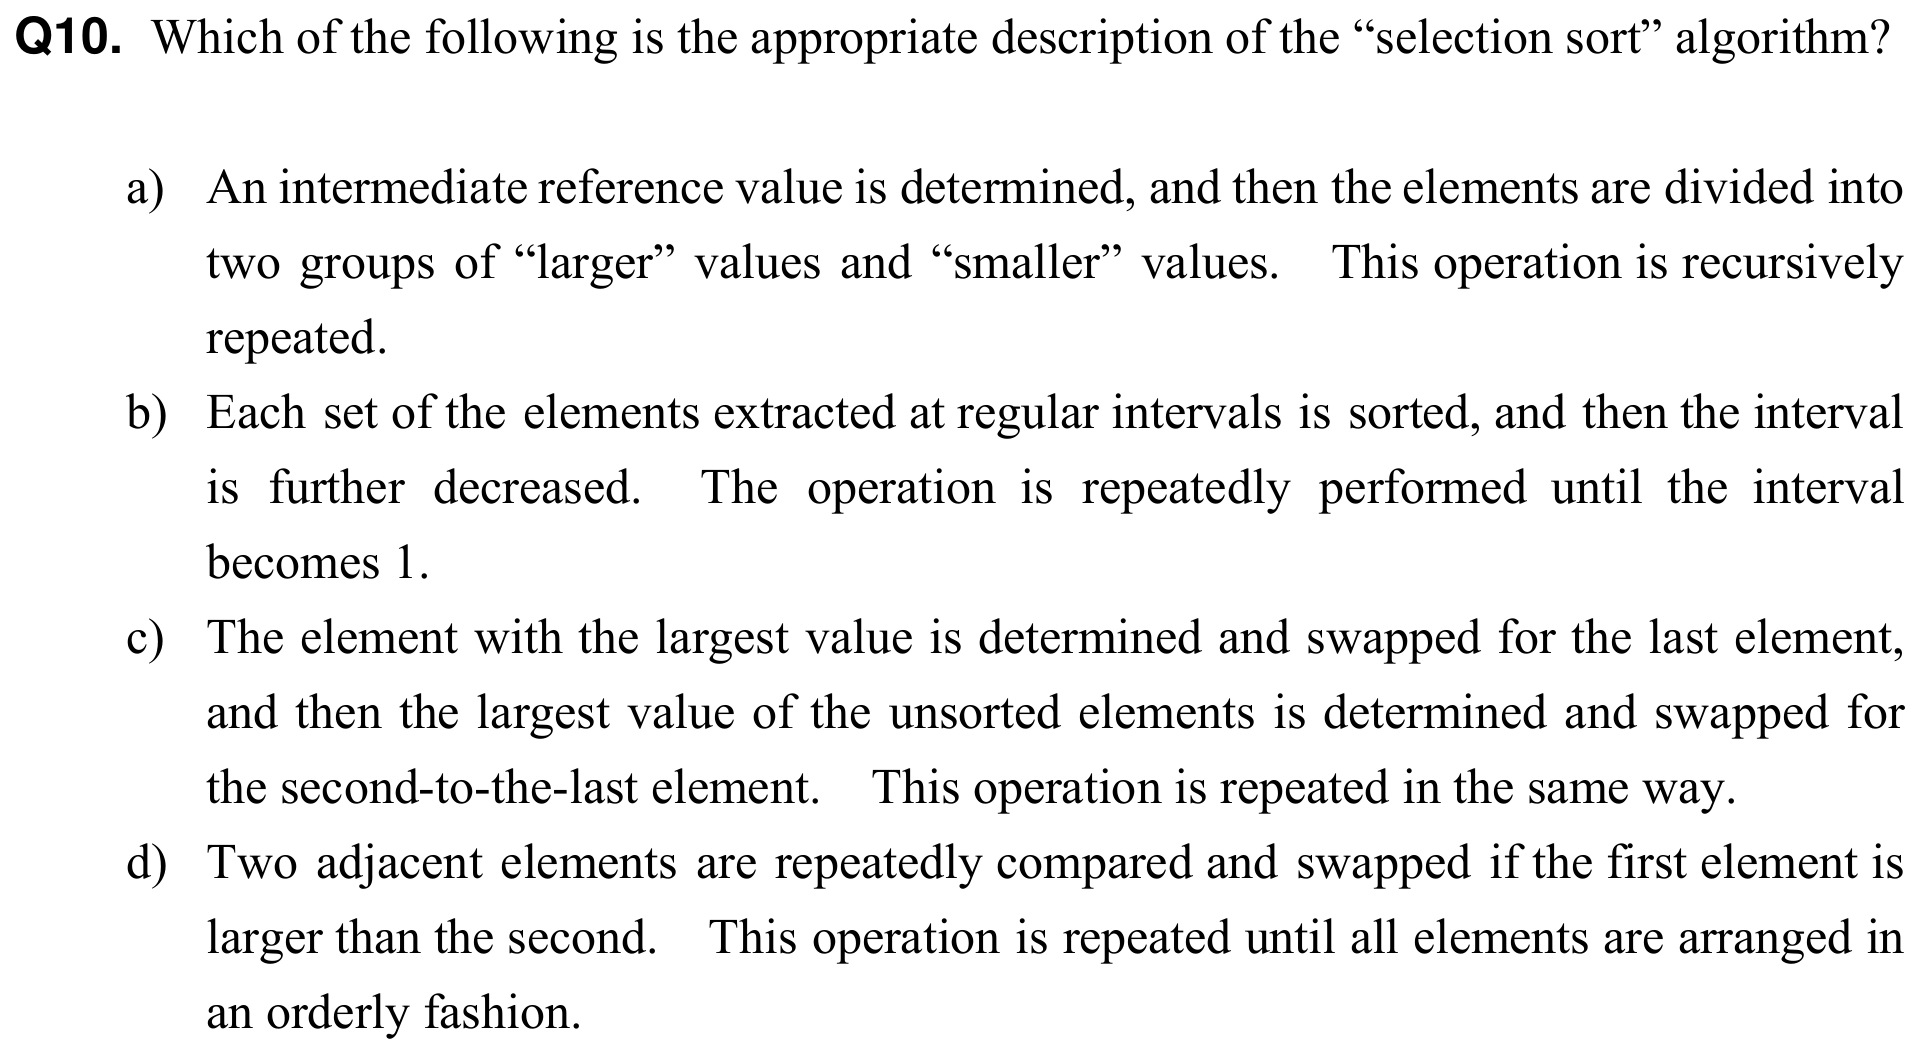 Q10. Which of the following is the appropriate description of the “selection sort” algorithm?
a) An intermediate reference value is determined, and then the elements are divided into
two groups of “larger” values and “smaller” values. This operation is recursively
repeated.
b) Each set of the elements extracted at regular intervals is sorted, and then the interval
is further decreased. The operation is repeatedly performed until the interval
becomes 1.
c) The element with the largest value is determined and swapped for the last element,
and then the largest value of the unsorted elements is determined and swapped for
the second-to-the-last element. This operation is repeated in the same way.
d) Two adjacent elements are repeatedly compared and swapped if the first element is
larger than the second. This operation is repeated until all elements are arranged in
an orderly fashion.